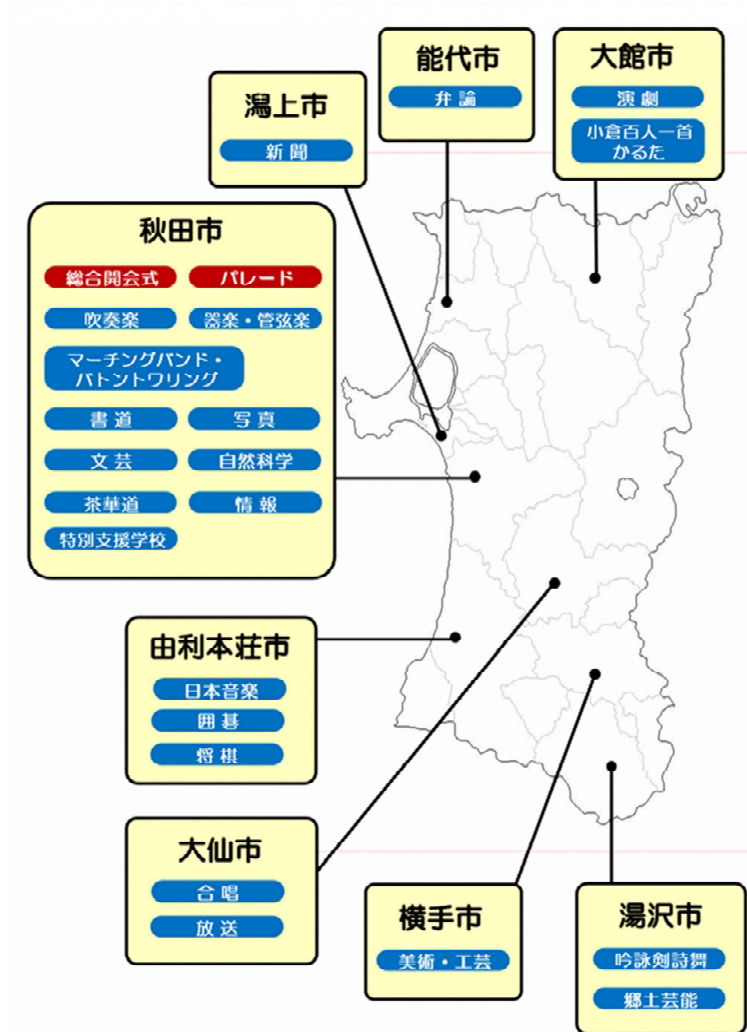 能代市
弁論
大館市
演劇
小倉百人一首
かるた
潟上市
新聞
秋田市
総合開会式
パレード
吹奏楽
器楽・管弦楽
マーチングバンド・
バトントワリング
書道
写真
文芸
自然科学
茶華道
情報
特別支援学校
由利本荘市
日本音楽
囲碁
将棋
大仙市
合唱
放送
横手市
美術・工芸
湯沢市
吟詠剣詩舞
郷土芸能